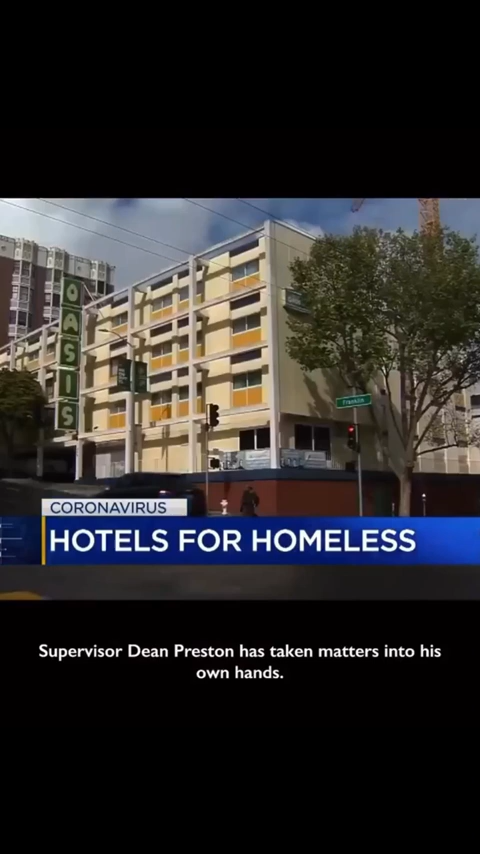 OASIS
Franklin
CORONAVIRUS
HOTELS FOR HOMELESS
Supervisor Dean Preston has taken matters into his
own hands.